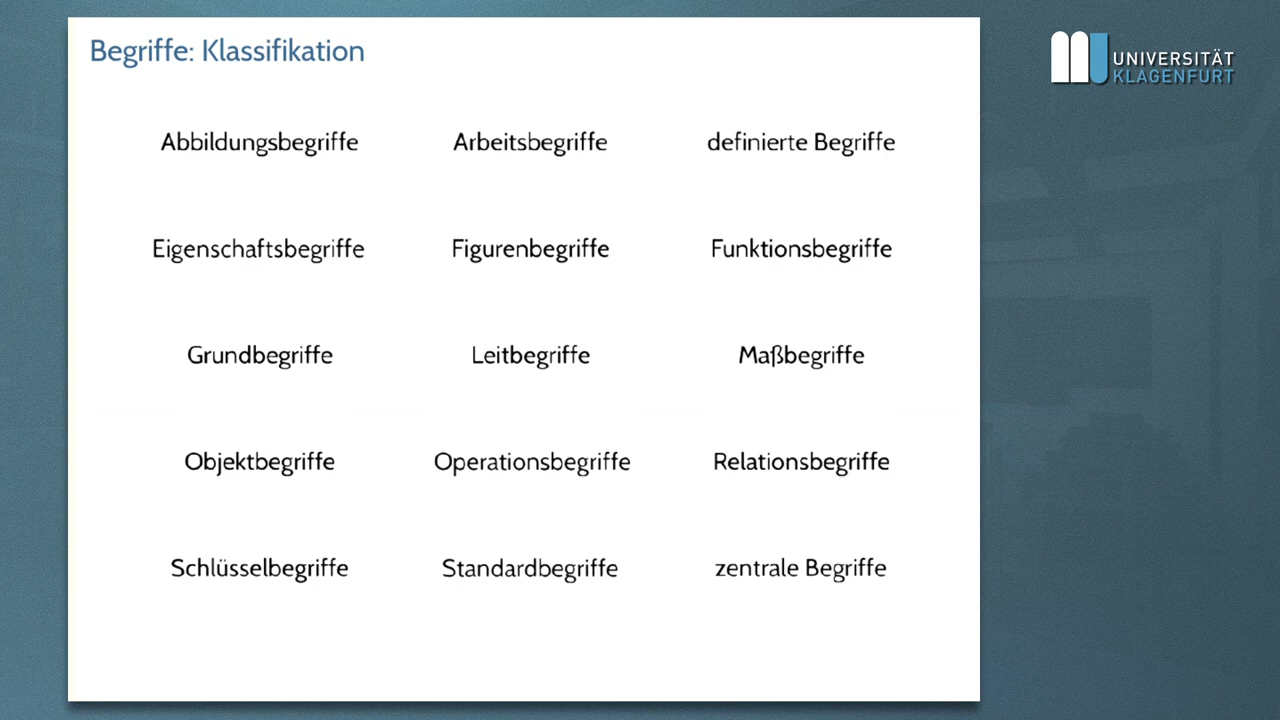 Begriffe: Klassifikation
UNIVERSITÄT
KLAGENFURT
Abbildungsbegriffe Arbeitsbegriffe definierte Begriffe
Eigenschaftsbegriffe Figurenbegriffe Funktionsbegriffe
Grundbegriffe Leitbegriffe Maßbegriffe
Objektbegriffe Operationsbegriffe Relationsbegriffe
Schlüsselbegriffe Standardbegriffe zentrale Begriffe